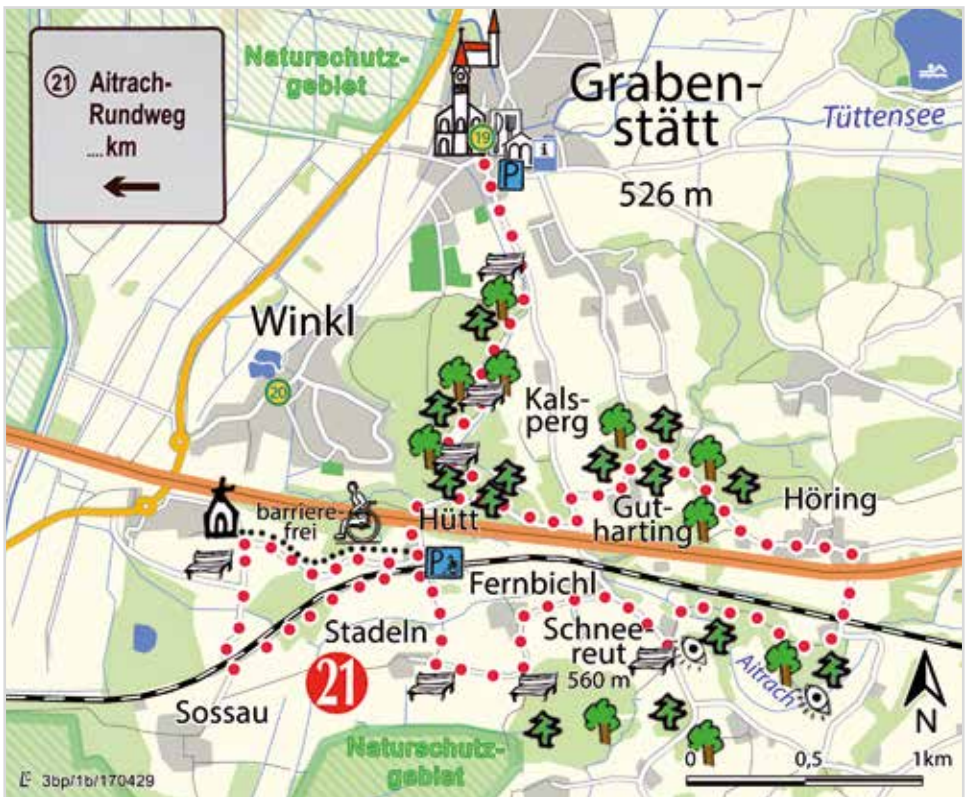 21 Aitrach-
Rundweg
....km
Naturschutz-
gebiet
19
i
P
Graben-
stätt
526 m
Tüttensee
Winkl
20
Kals-
perg
Gut-
harting
Höring
barriere-
frei
Hütt
P
Fernbichl
Stadeln
21
Schnee-
reut
560 m
Aitrach
Sossau
Naturschutz-
gebiet
N
0 0,5 1km
3bp/1b/170429